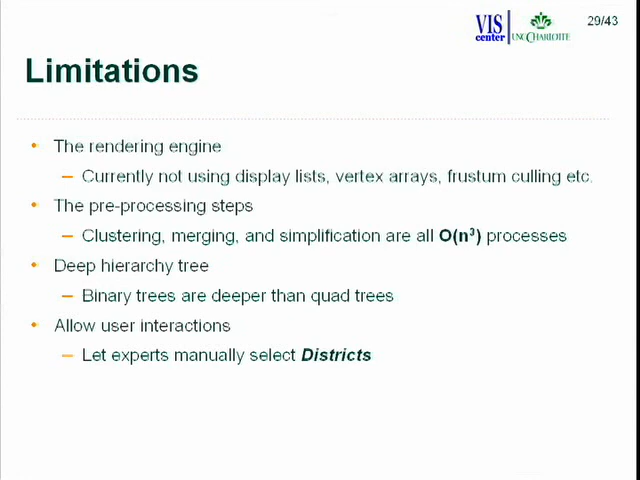 VIS
center
UNC CHARLOTTE
29/43
Limitations
• The rendering engine
– Currently not using display lists, vertex arrays, frustum culling etc.
• The pre-processing steps
– Clustering, merging, and simplification are all O(n³) processes
• Deep hierarchy tree
– Binary trees are deeper than quad trees
• Allow user interactions
– Let experts manually select Districts